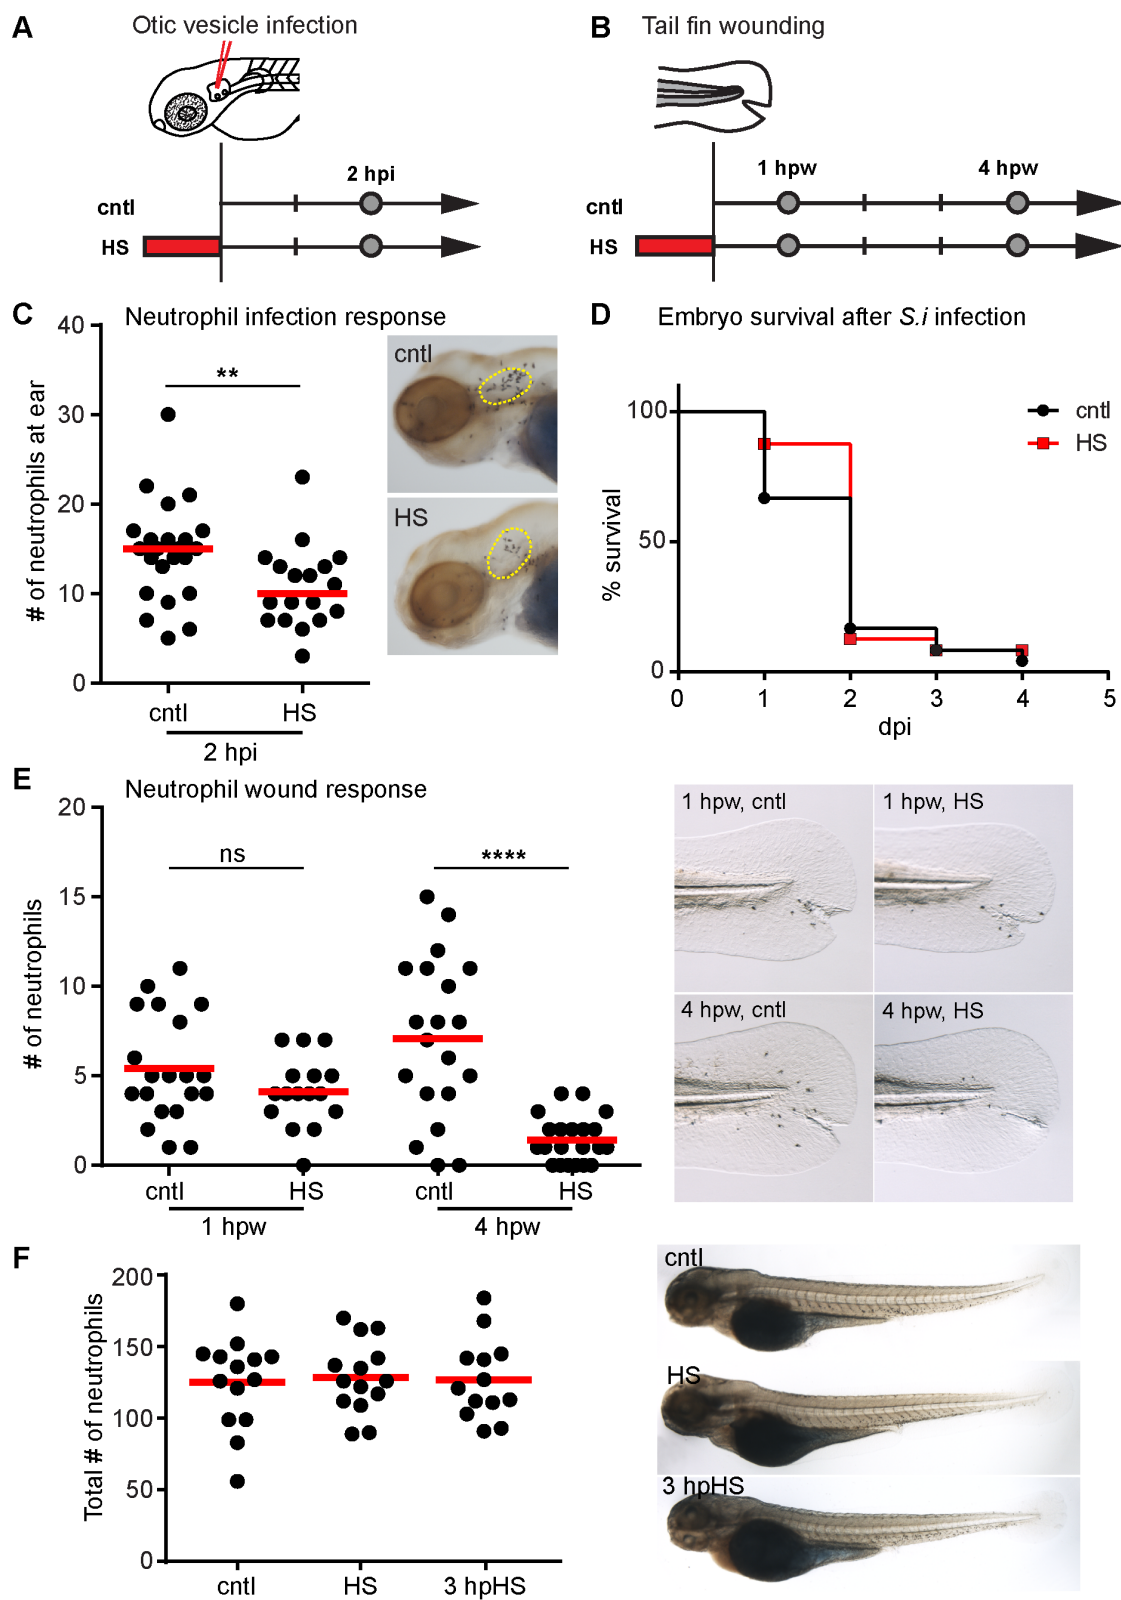 A Otic vesicle infection
2 hpi
cntl
HS
B Tail fin wounding
1 hpw 4 hpw
cntl
HS
C Neutrophil infection response
# of neutrophils at ear
40
30
20
10
0
**
cntl HS
2 hpi
cntl
HS
D Embryo survival after S.i infection
% survival
100
50
0
cntl
HS
0 1 2 3 4 5
dpi
E Neutrophil wound response
# of neutrophils
20
15
10
5
0
ns ****
cntl HS cntl HS
1 hpw 4 hpw
1 hpw, cntl 1 hpw, HS
4 hpw, cntl 4 hpw, HS
F
Total # of neutrophils
200
150
100
50
0
cntl HS 3 hpHS
cntl
HS
3 hpHS